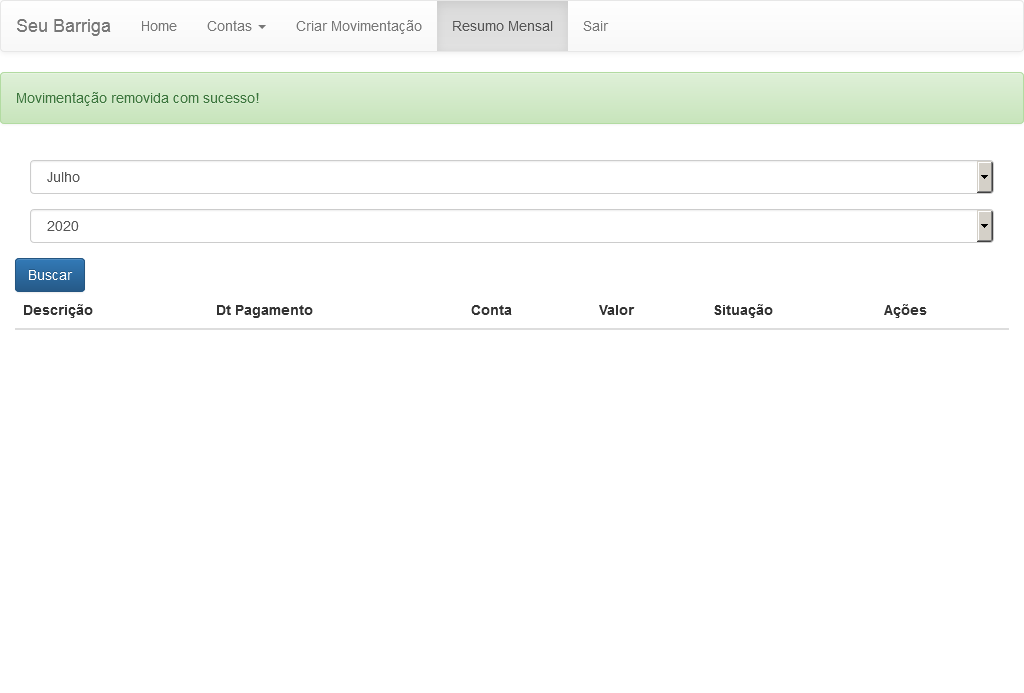 Seu Barriga Home Contas Criar Movimentação Resumo Mensal Sair
Movimentação removida com sucesso!
Julho
2020
Buscar
Descrição Dt Pagamento Conta Valor Situação Ações